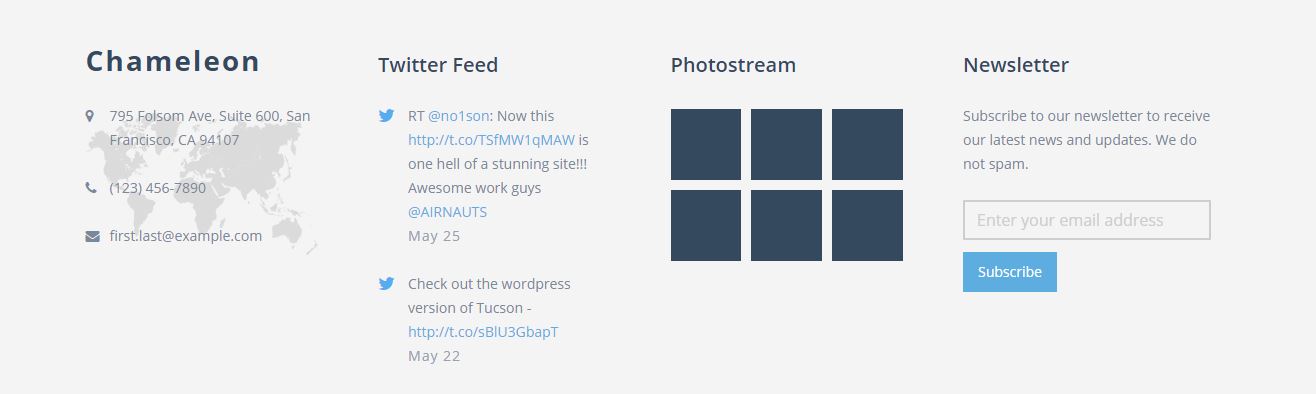 Chameleon
795 Folsom Ave, Suite 600, San
Francisco, CA 94107
(123) 456-7890
first.last@example.com
Twitter Feed
RT @no1son: Now this
http://t.co/TSfMW1qMAW is
one hell of a stunning site!!!
Awesome work guys
@AIRNAUTS
May 25
Check out the wordpress
version of Tucson -
http://t.co/sBlU3GbapT
May 22
Photostream
Newsletter
Subscribe to our newsletter to receive
our latest news and updates. We do
not spam.
Enter your email address
Subscribe